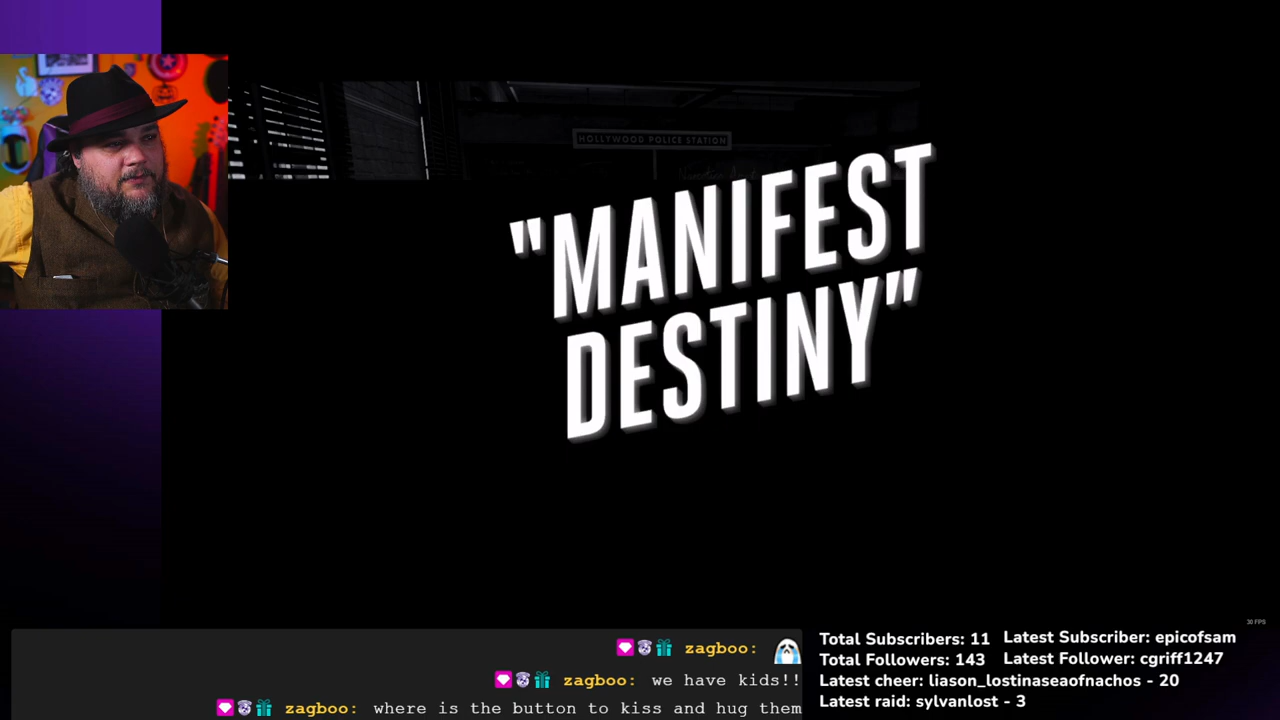 HOLLYWOOD POLICE STATION
"MANIFEST
DESTINY"
30 FPS
zagboo:
zagboo: we have kids!!
zagboo: where is the button to kiss and hug them
Total Subscribers: 11
Latest Subscriber: epicofsam
Total Followers: 143
Latest Follower: cgriff1247
Latest cheer: liason_lostinaseaofnachos - 20
Latest raid: sylvanlost - 3